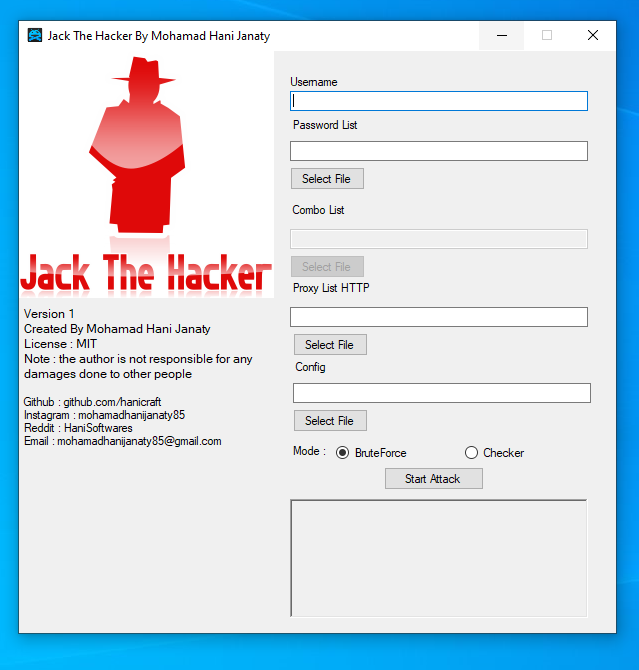 Jack The Hacker By Mohamad Hani Janaty
Jack The Hacker
Version 1
Created By Mohamad Hani Janaty
License : MIT
Note : the author is not responsible for any
damages done to other people
Github : github.com/hanicraft
Instagram : mohamadhanijanaty85
Reddit : HaniSoftwares
Email : mohamadhanijanaty85@gmail.com
Username
Password List
Select File
Combo List
Select File
Proxy List HTTP
Select File
Config
Select File
Mode : BruteForce Checker
Start Attack